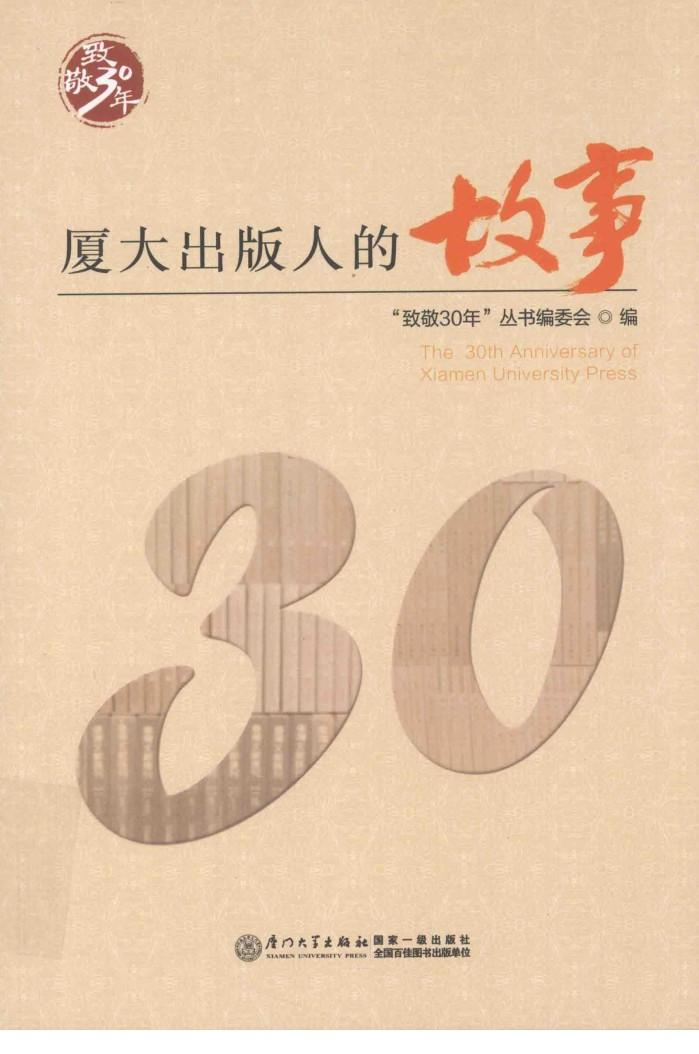 致
敬30年
厦大出版人的故事
“致敬30年”丛书编委会◎编
The 30th Anniversary of
Xiamen University Press
30
厦门大学出版社 国家一级出版社
XIAMEN UNIVERSITY PRESS 全国百佳图书出版单位